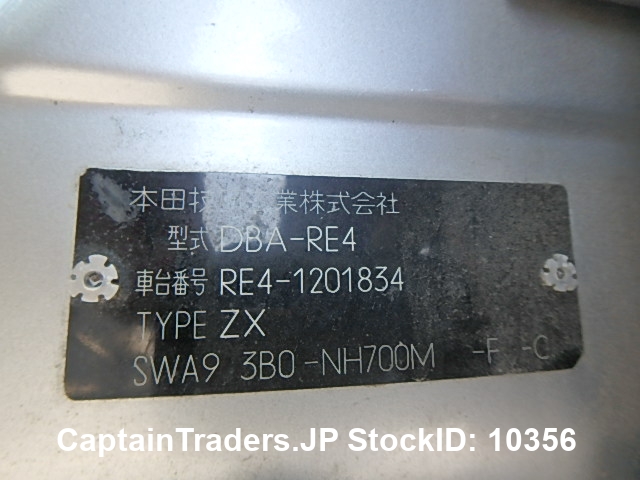 本田技 業株式会社
型式 DBA-RE4
車台番号 RE4-1201834
TYPE ZX
SWA9 3B0 -NH700M -F -C
CaptainTraders.JP StockID: 10356